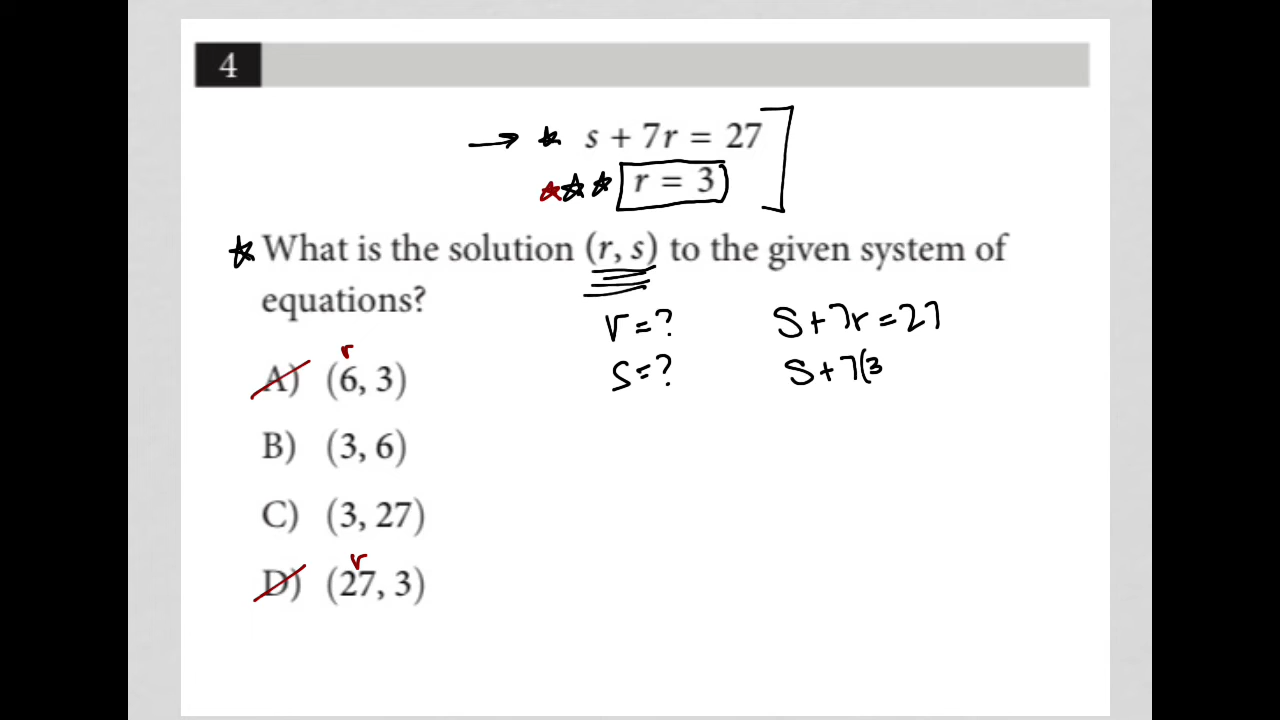 4
s + 7r = 27
r = 3
What is the solution (r, s) to the given system of
equations?
r = ?
s = ?
S + 7r = 27
S + 7(3
r
A) (6, 3)
B) (3, 6)
C) (3, 27)
r
D) (27, 3)